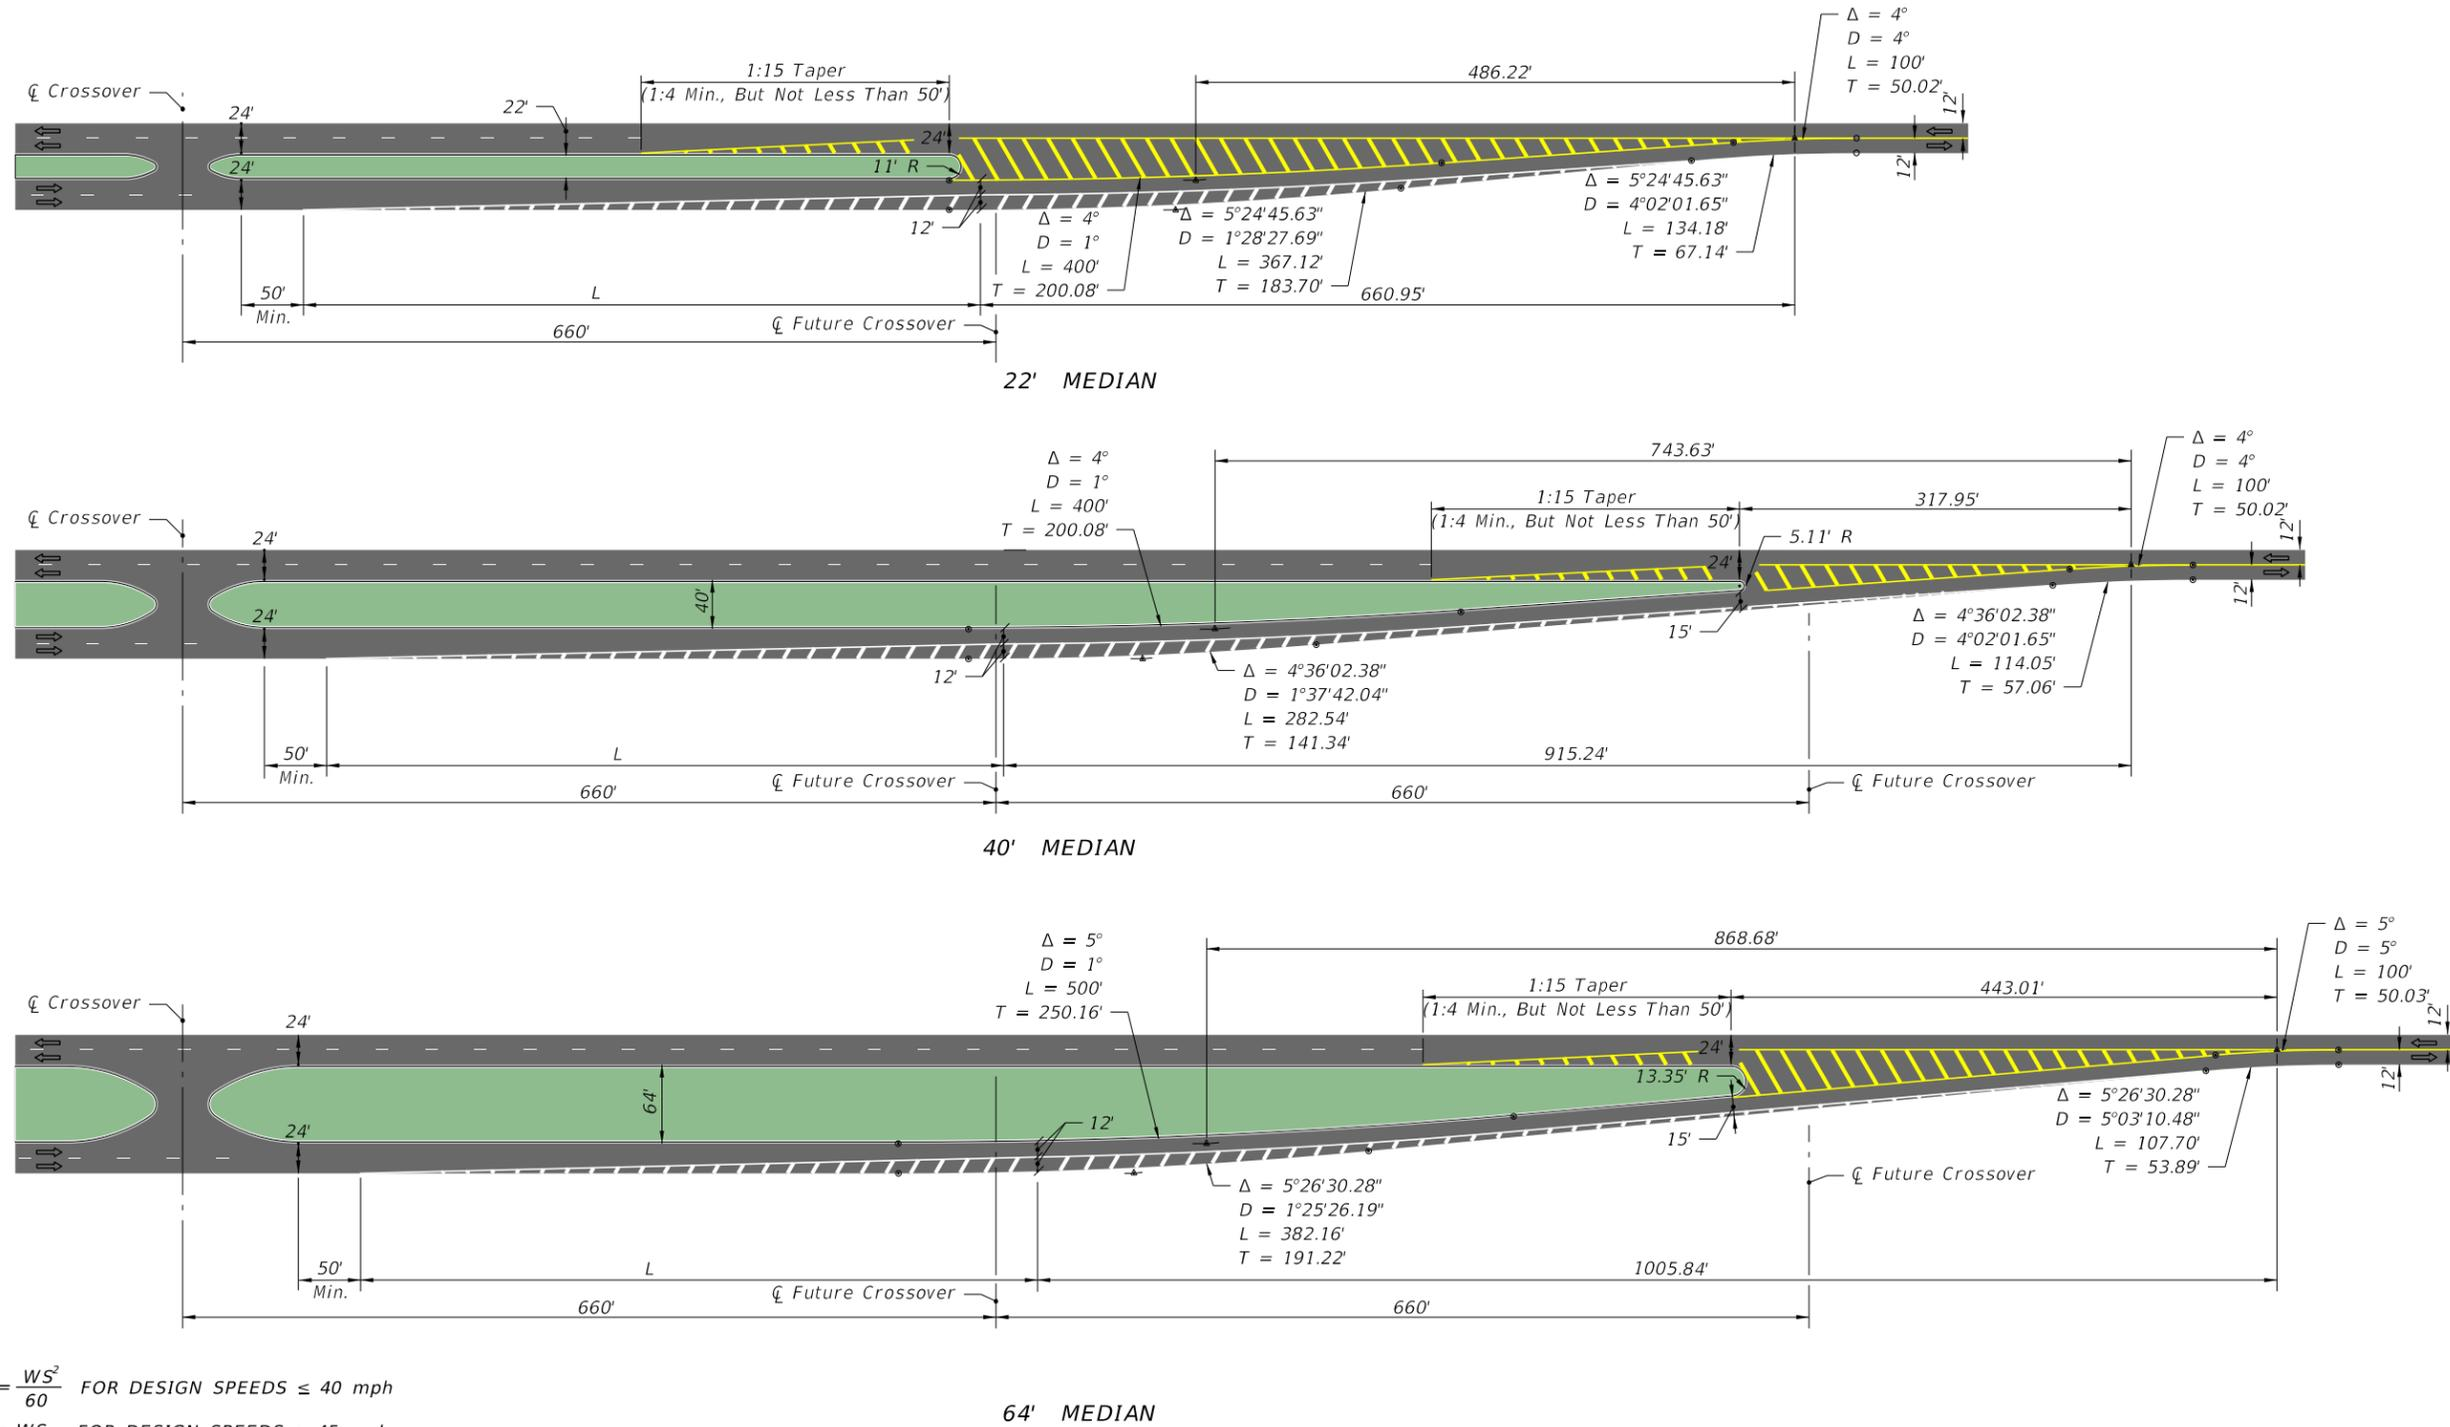 Δ = 4°
D = 4°
L = 100'
T = 50.02'
1:15 Taper
(1:4 Min., But Not Less Than 50')
486.22'
℄ Crossover
22'
24'
24'
12'
24'
11' R
12'
12'
Δ = 4°
D = 1°
L = 400'
T = 200.08'
Δ = 5°24'45.63"
D = 1°28'27.69"
L = 367.12'
T = 183.70'
Δ = 5°24'45.63"
D = 4°02'01.65"
L = 134.18'
T = 67.14'
50'
Min.
L
660.95'
660'
℄ Future Crossover
22' MEDIAN
Δ = 4°
D = 1°
L = 400'
T = 200.08'
743.63'
Δ = 4°
D = 4°
L = 100'
T = 50.02'
1:15 Taper
(1:4 Min., But Not Less Than 50')
317.95'
℄ Crossover
24'
5.11' R
12'
24'
40'
24'
12'
15'
12'
Δ = 4°36'02.38"
D = 1°37'42.04"
L = 282.54'
T = 141.34'
Δ = 4°36'02.38"
D = 4°02'01.65"
L = 114.05'
T = 57.06'
50'
Min.
L
915.24'
℄ Future Crossover
℄ Future Crossover
660'
660'
40' MEDIAN
Δ = 5°
D = 1°
L = 500'
T = 250.16'
868.68'
Δ = 5°
D = 5°
L = 100'
T = 50.03'
1:15 Taper
(1:4 Min., But Not Less Than 50')
443.01'
℄ Crossover
24'
12'
24'
13.35' R
64'
24'
12'
15'
12'
Δ = 5°26'30.28"
D = 1°25'26.19"
L = 382.16'
T = 191.22'
Δ = 5°26'30.28"
D = 5°03'10.48"
L = 107.70'
T = 53.89'
℄ Future Crossover
50'
Min.
L
1005.84'
℄ Future Crossover
660'
660'
= WS²
60
FOR DESIGN SPEEDS ≤ 40 mph
64' MEDIAN